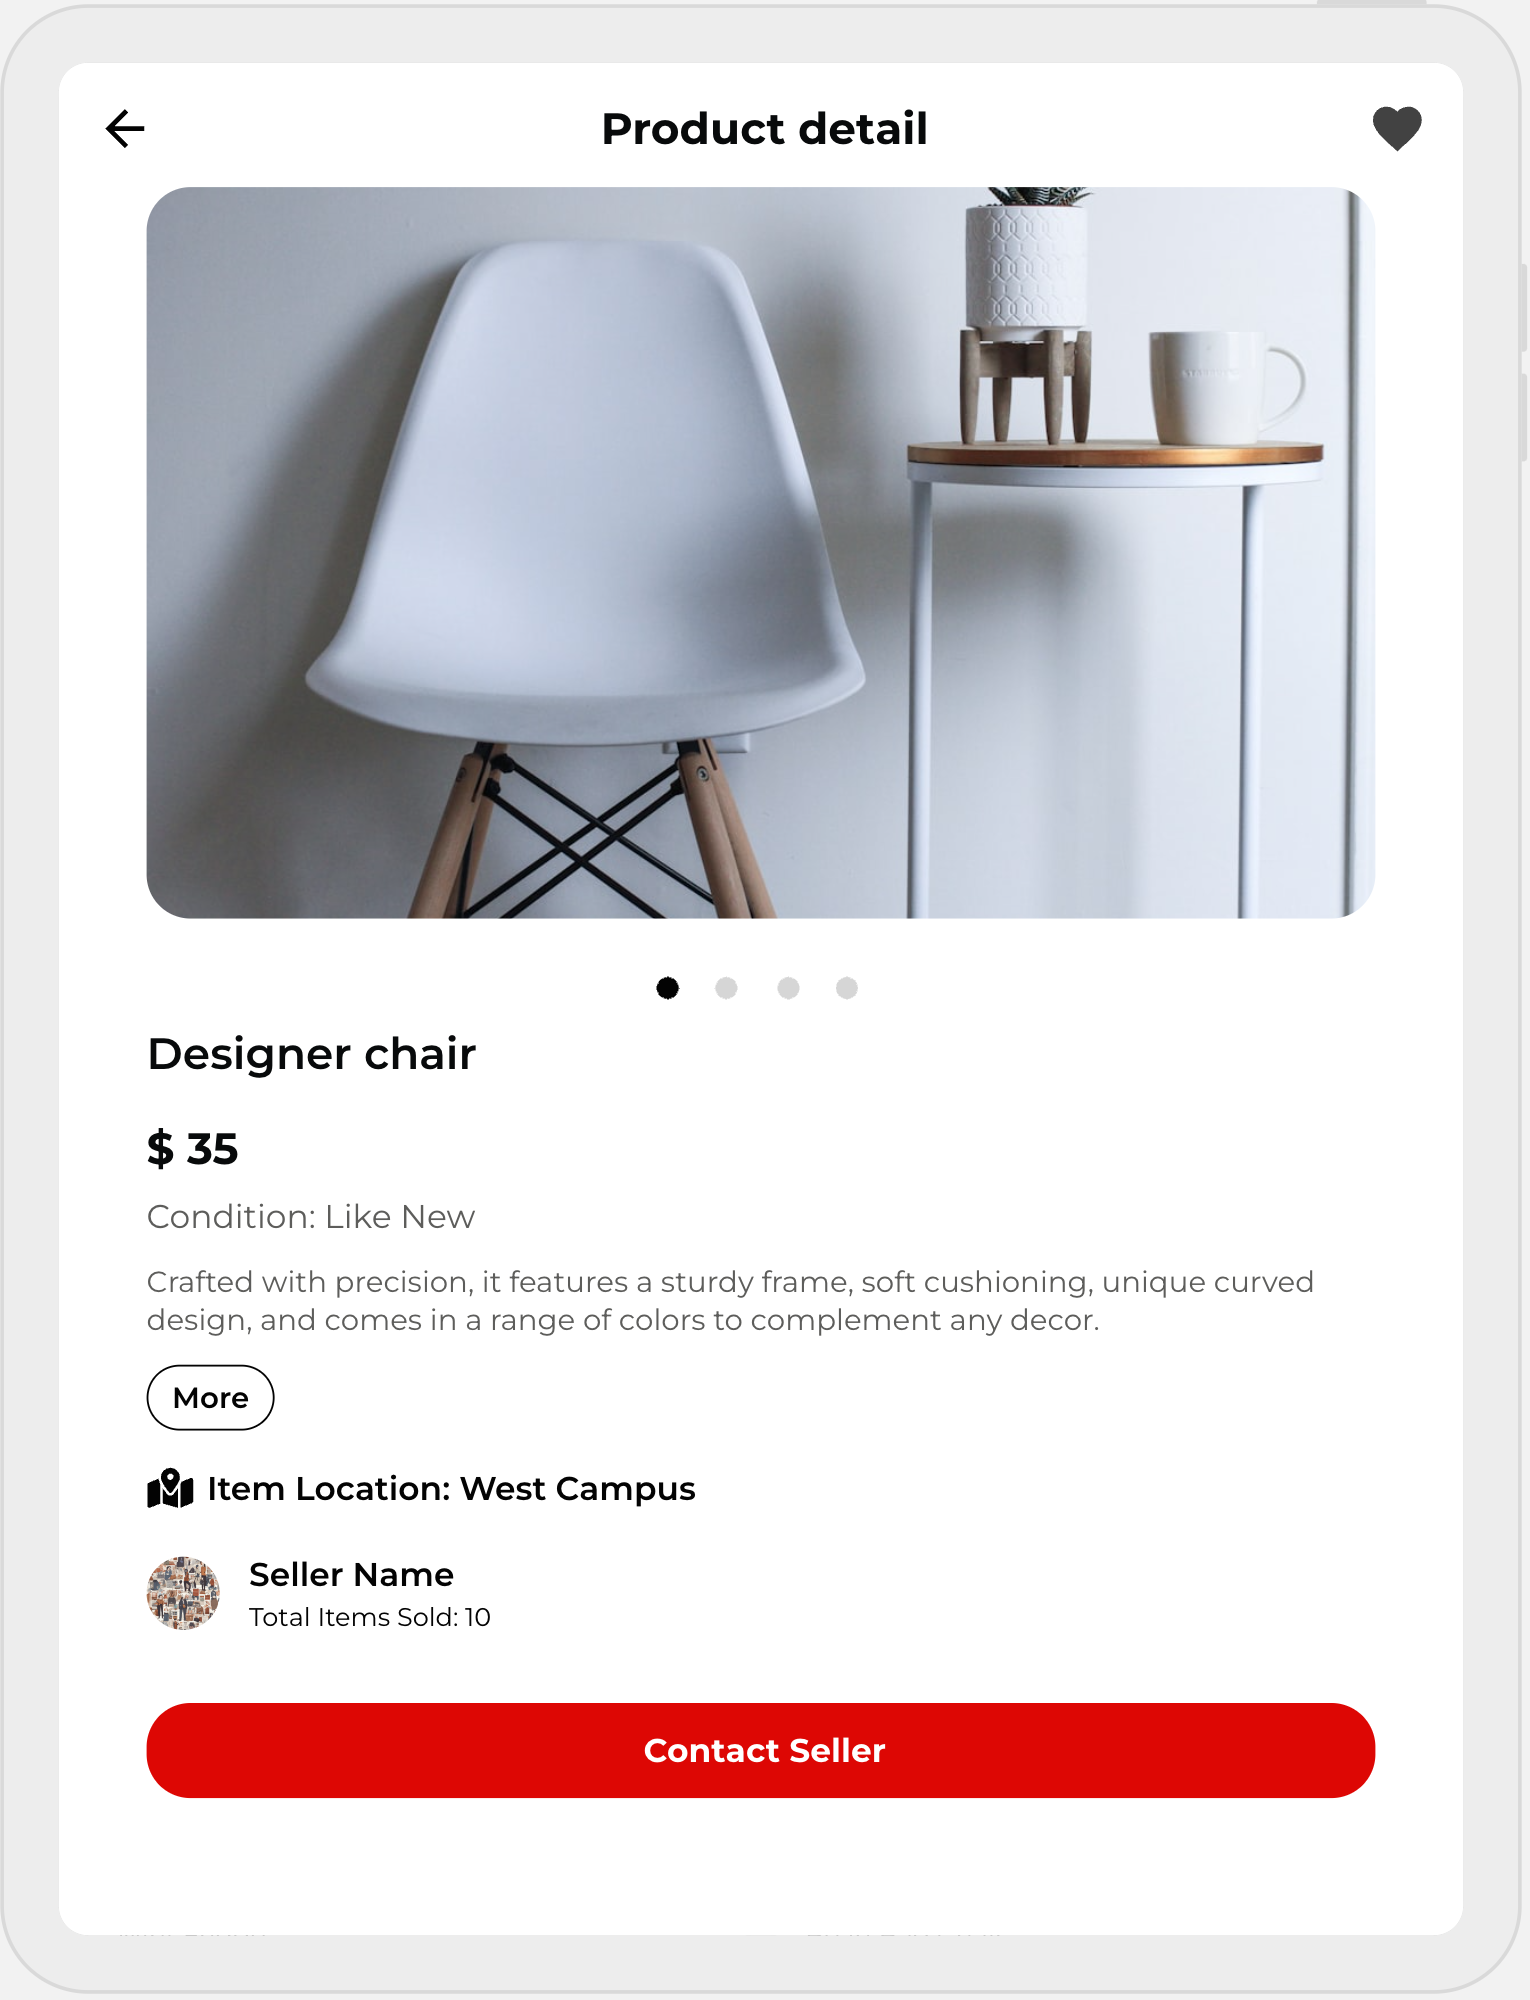 Product detail
Designer chair
$ 35
Condition: Like New
Crafted with precision, it features a sturdy frame, soft cushioning, unique curved
design, and comes in a range of colors to complement any decor.
More
Item Location: West Campus
Seller Name
Total Items Sold: 10
Contact Seller